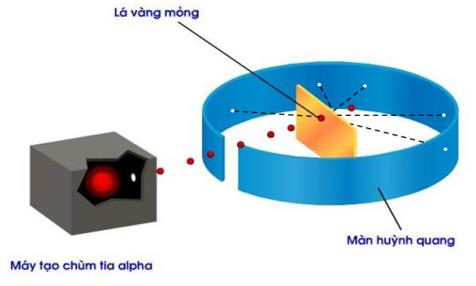 Lá vàng mỏng
Màn huỳnh quang
Máy tạo chùm tia alpha